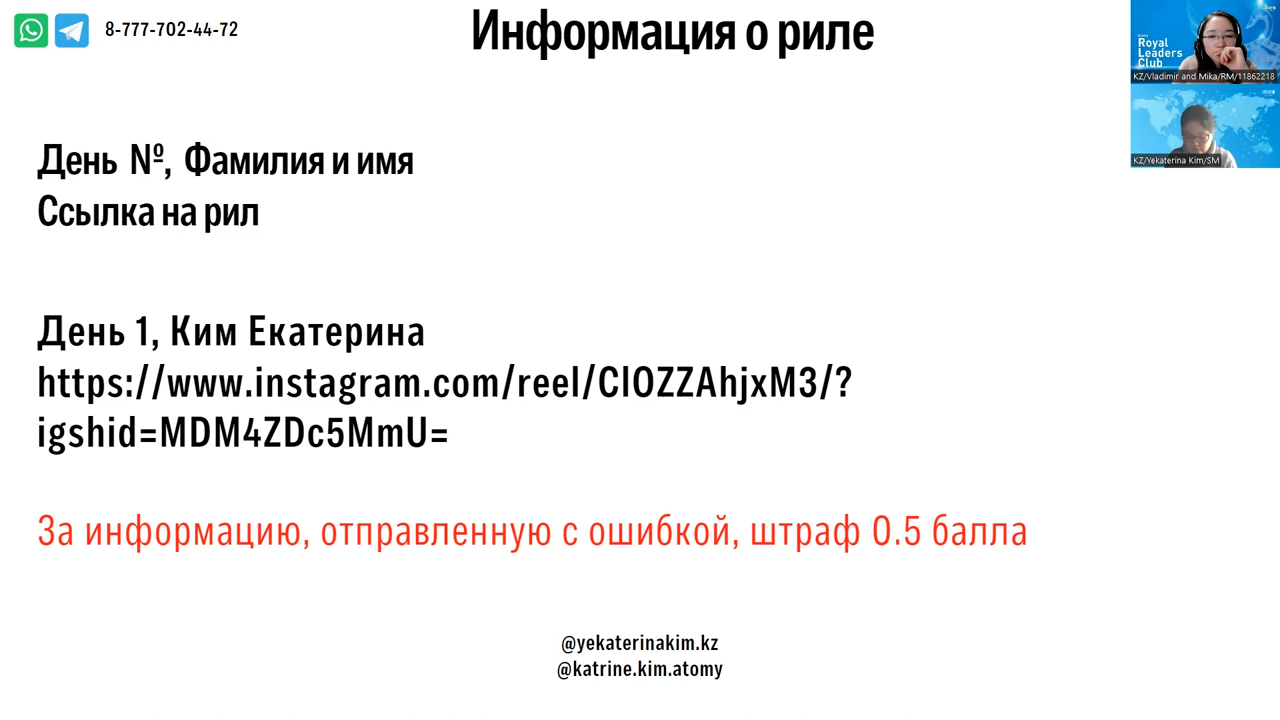 8-777-702-44-72
Информация о риле
Royal
Leaders
Club
KZ/Vladimir and Mika/RM/11862218
KZ/Yekaterina Kim/SM
День №, Фамилия и имя
Ссылка на рил
День 1, Ким Екатерина
https://www.instagram.com/reel/ClOZZAhjxM3/?
igshid=MDM4ZDc5MmU=
За информацию, отправленную с ошибкой, штраф 0.5 балла
@yekaterinakim.kz
@katrine.kim.atomy